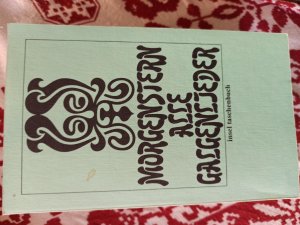 MORGENSTERN
ALLE
GALGENLIEDER
insel taschenbuch